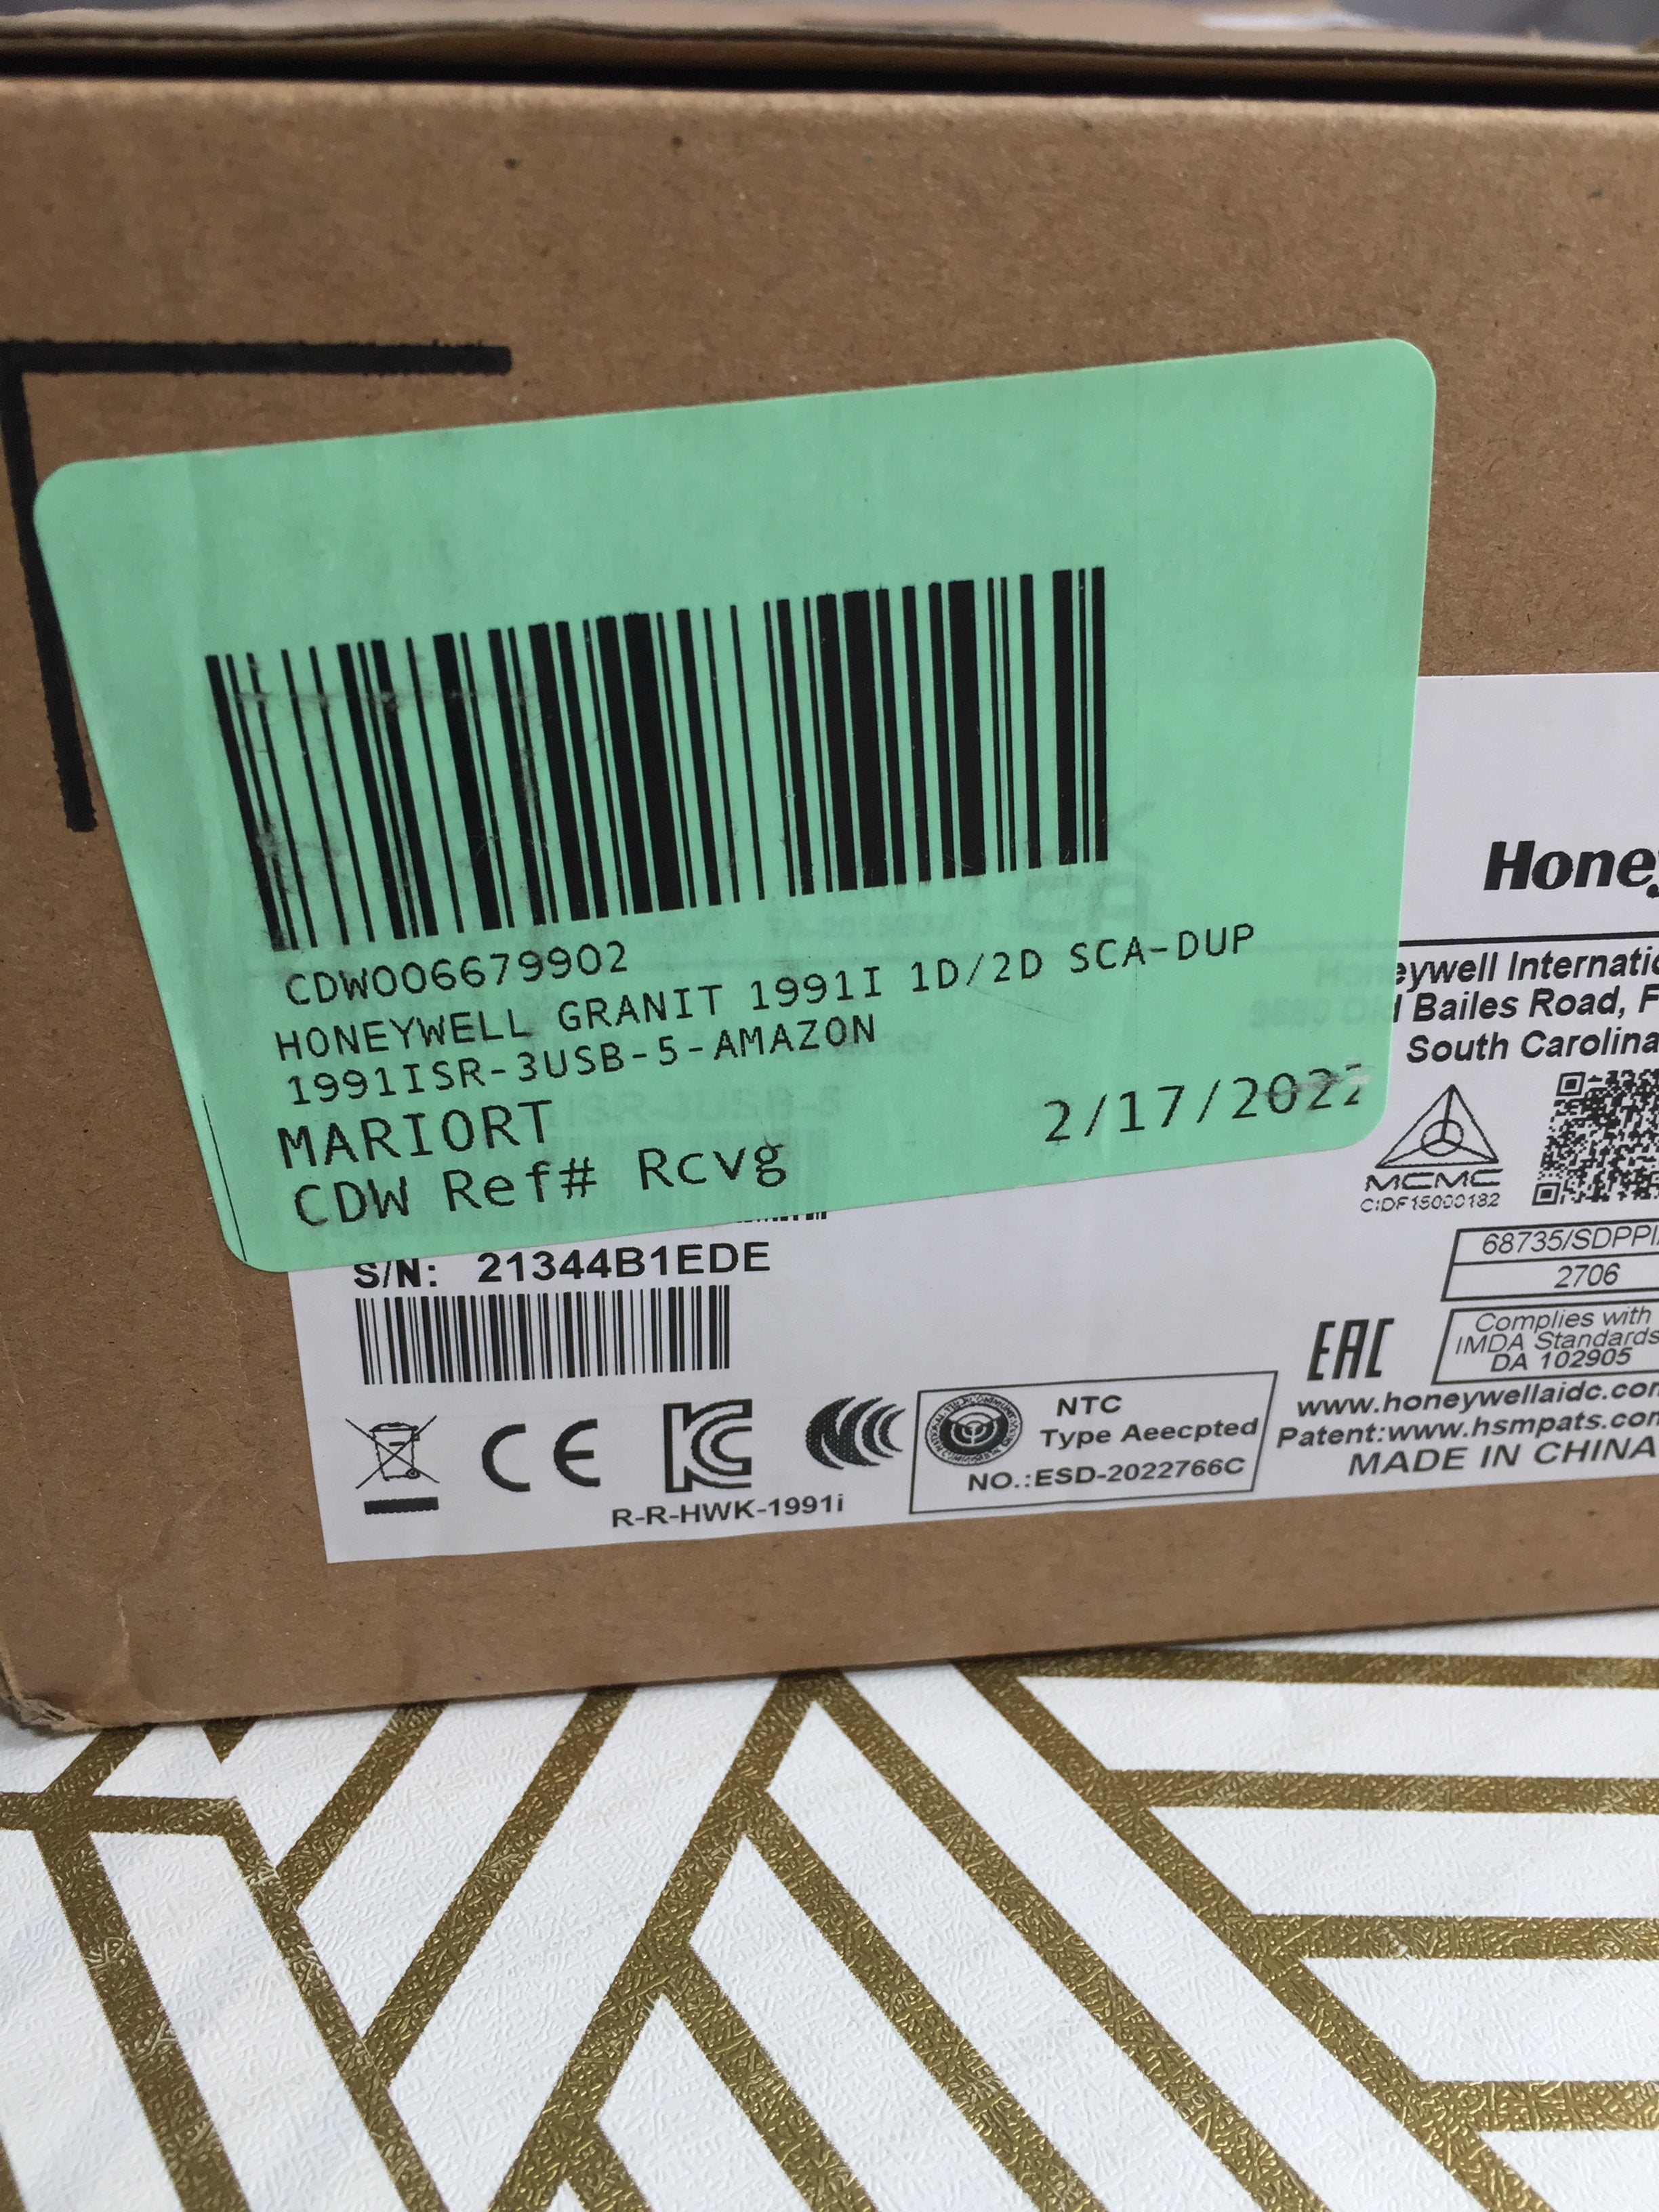 CDW006679902
HONEYWELL GRANIT 1991I 1D/2D SCA-DUP
1991ISR-3USB-5-AMAZON
MARIORT
2/17/2022
CDW Ref# Rcvg
Honey
eywell Internatio
Bailes Road, F
South Carolina
MCMC
C:DF15000182
S/N: 21344B1EDE
68735/SDPPI
2706
EAC
Complies with
IMDA Standards
DA 102905
CE
R-R-HWK-1991i
NTC
Type Aeecpted
NO.:ESD-2022766C
www.honeywellaidc.com
Patent:www.hsmpats.com
MADE IN CHINA